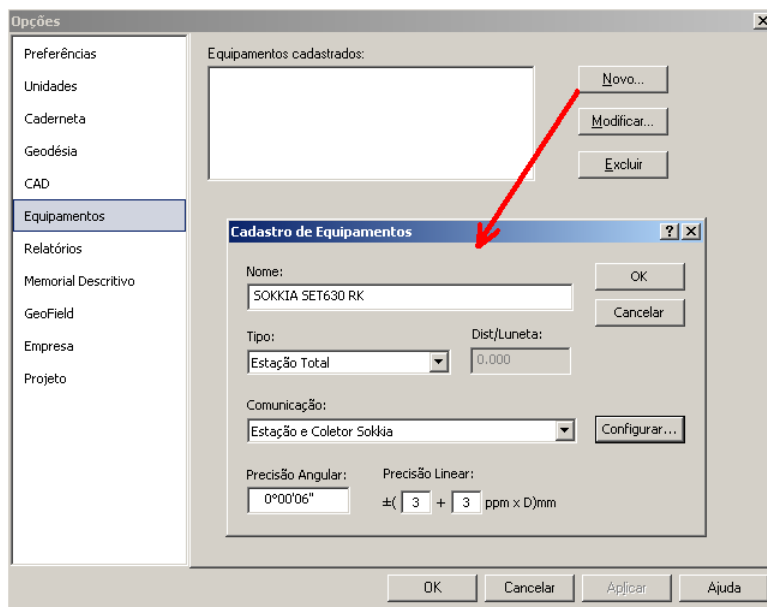 Opções
Preferências
Unidades
Caderneta
Geodésia
CAD
Equipamentos
Relatórios
Memorial Descritivo
GeoField
Empresa
Projeto
Equipamentos cadastrados:
Novo...
Modificar...
Excluir
Cadastro de Equipamentos
Nome:
SOKKIA SET630 RK
OK
Cancelar
Tipo:
Estação Total
Dist/Luneta:
0.000
Comunicação:
Estação e Coletor Sokkia
Configurar...
Precisão Angular:
0°00'06"
Precisão Linear:
±( 3 + 3 ppm x D)mm
OK
Cancelar
Aplicar
Ajuda